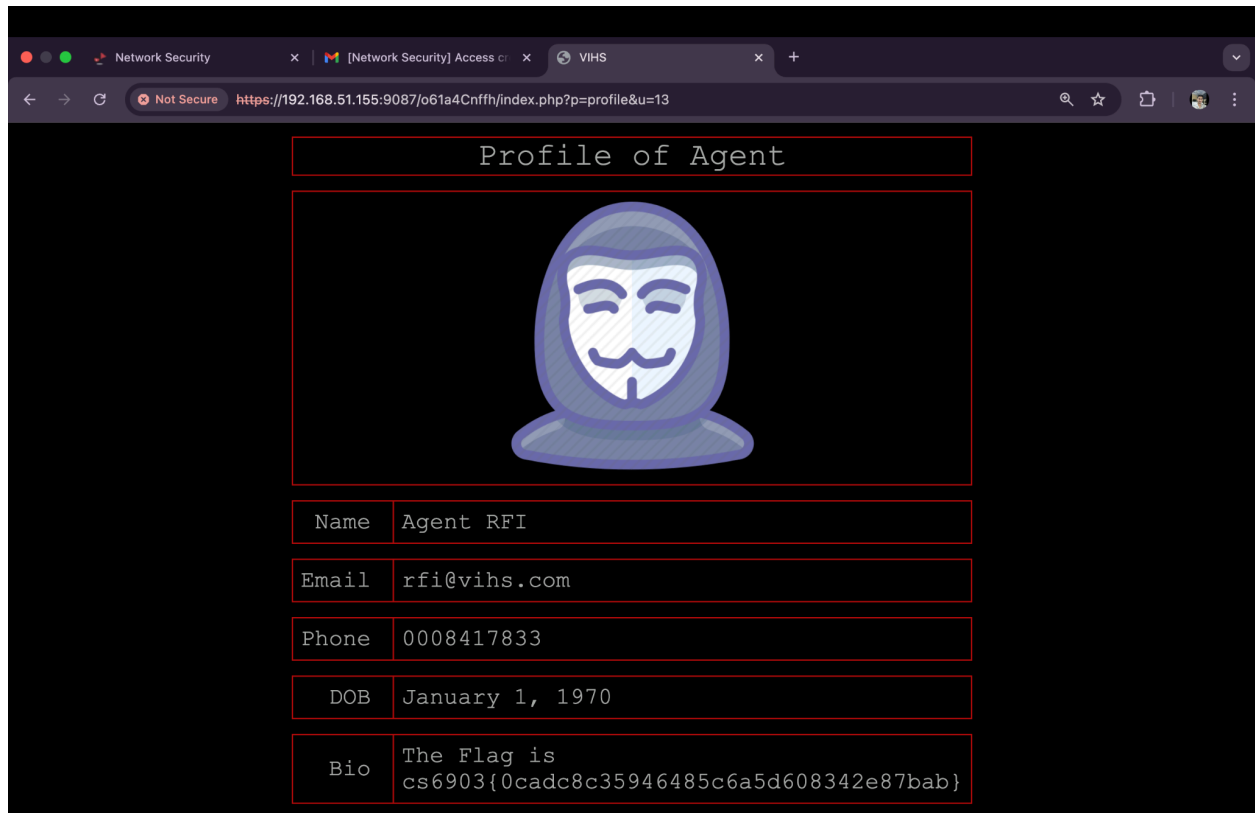 Network Security
[Network Security] Access cr
VIHS
Not Secure
https://192.168.51.155:9087/o61a4Cnffh/index.php?p=profile&u=13
Profile of Agent
Name Agent RFI
Email rfi@vihs.com
Phone 0008417833
DOB January 1, 1970
Bio The Flag is
cs6903{0cadc8c35946485c6a5d608342e87bab}